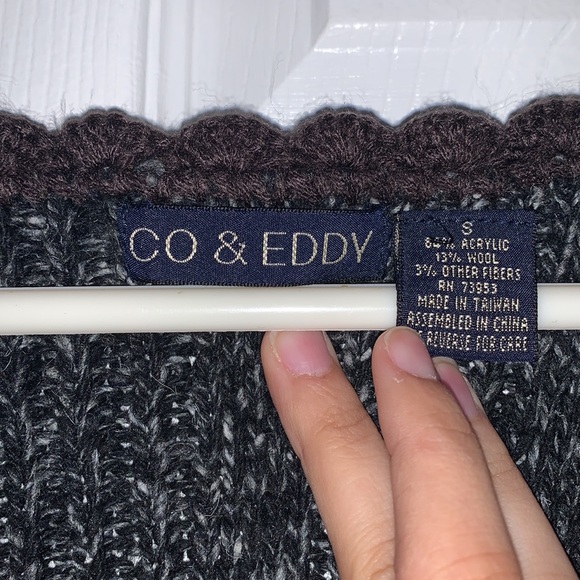 CO & EDDY
S
84% ACRYLIC
13% WOOL
3% OTHER FIBERS
RN 73953
MADE IN TAIWAN
ASSEMBLED IN CHINA
REVERSE FOR CARE